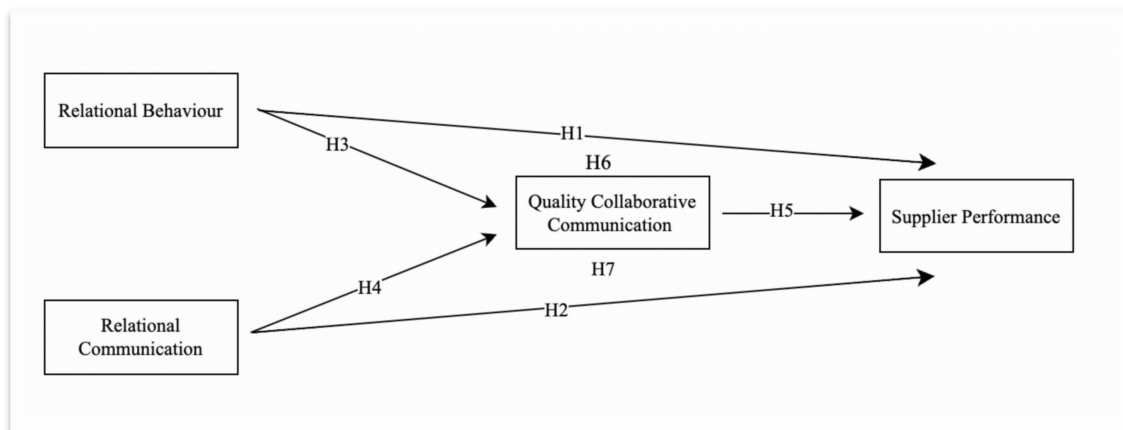 Relational Behaviour
H1
H3
H6
Quality Collaborative
Communication
H5
Supplier Performance
H7
H4
H2
Relational
Communication